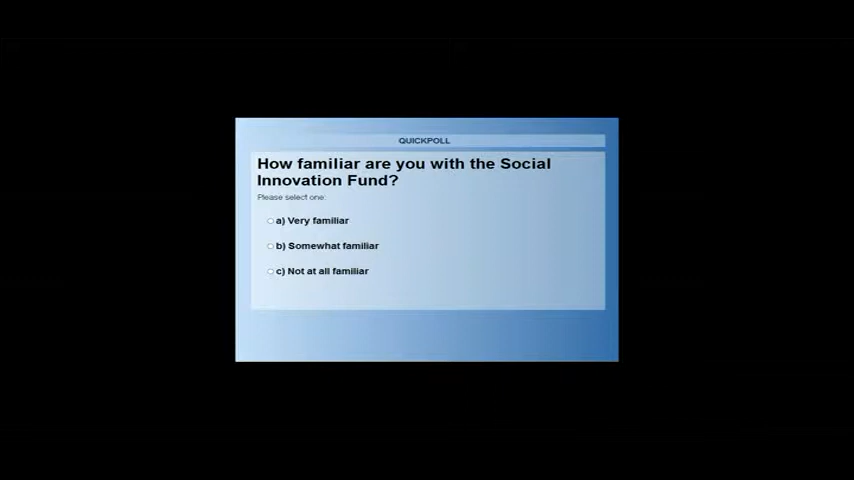 QUICKPOLL
How familiar are you with the Social
Innovation Fund?
Please select one:
a) Very familiar
b) Somewhat familiar
c) Not at all familiar